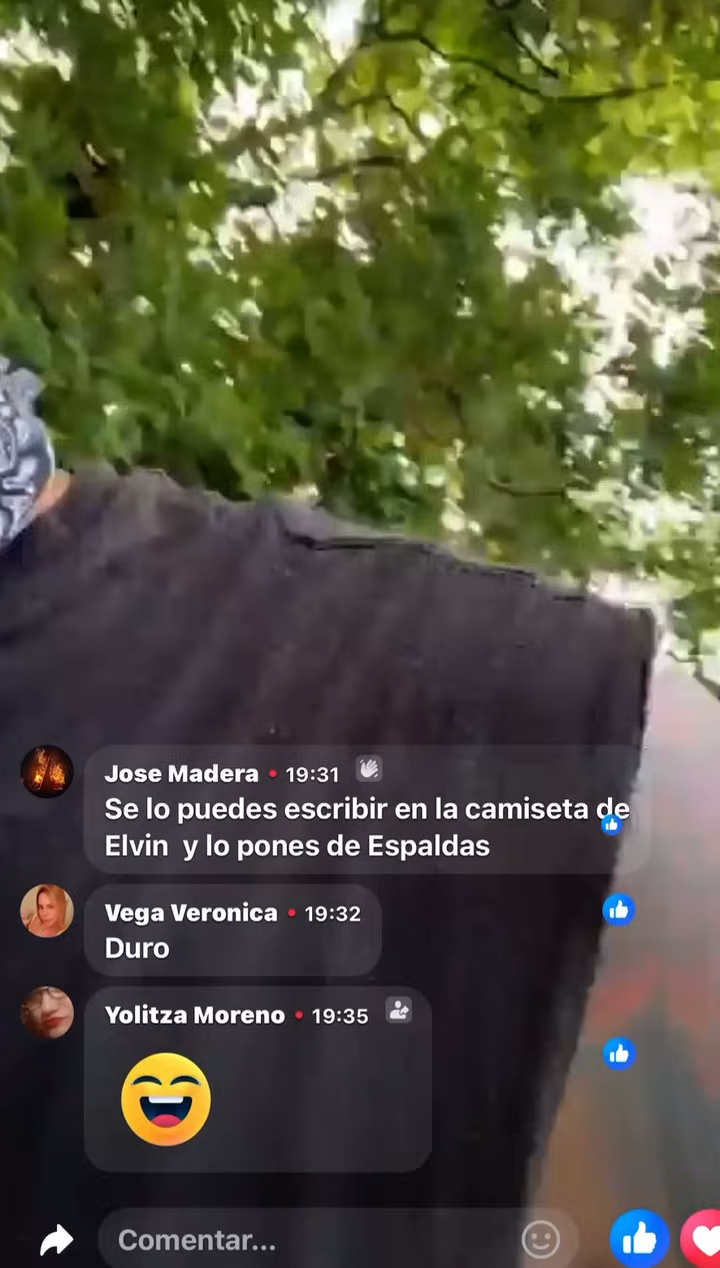 Jose Madera • 19:31
Se lo puedes escribir en la camiseta de
Elvin  y lo pones de Espaldas
Vega Veronica • 19:32
Duro
Yolitza Moreno • 19:35
Comentar...